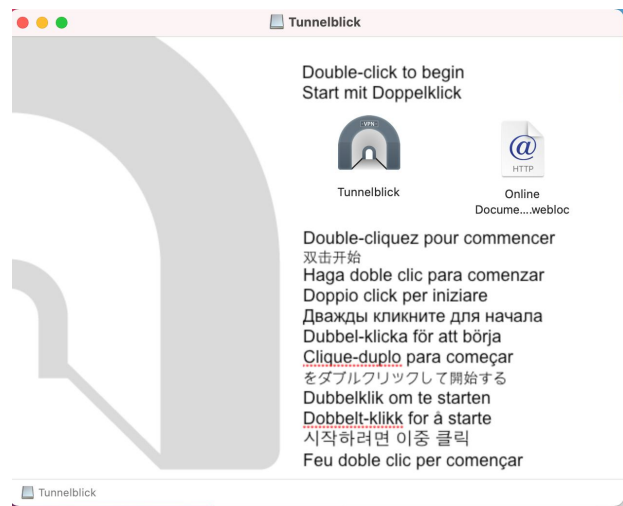 Tunnelblick
Double-click to begin
Start mit Doppelklick
VPN
HTTP
Tunnelblick
Online
Docume....webloc
Double-cliquez pour commencer
双击开始
Haga doble clic para comenzar
Doppio click per iniziare
Дважды кликните для начала
Dubbel-klicka för att börja
Clique-duplo para começar
をダブルクリックして開始する
Dubbelklik om te starten
Dobbelt-klikk for å starte
시작하려면 이중 클릭
Feu doble clic per començar
Tunnelblick